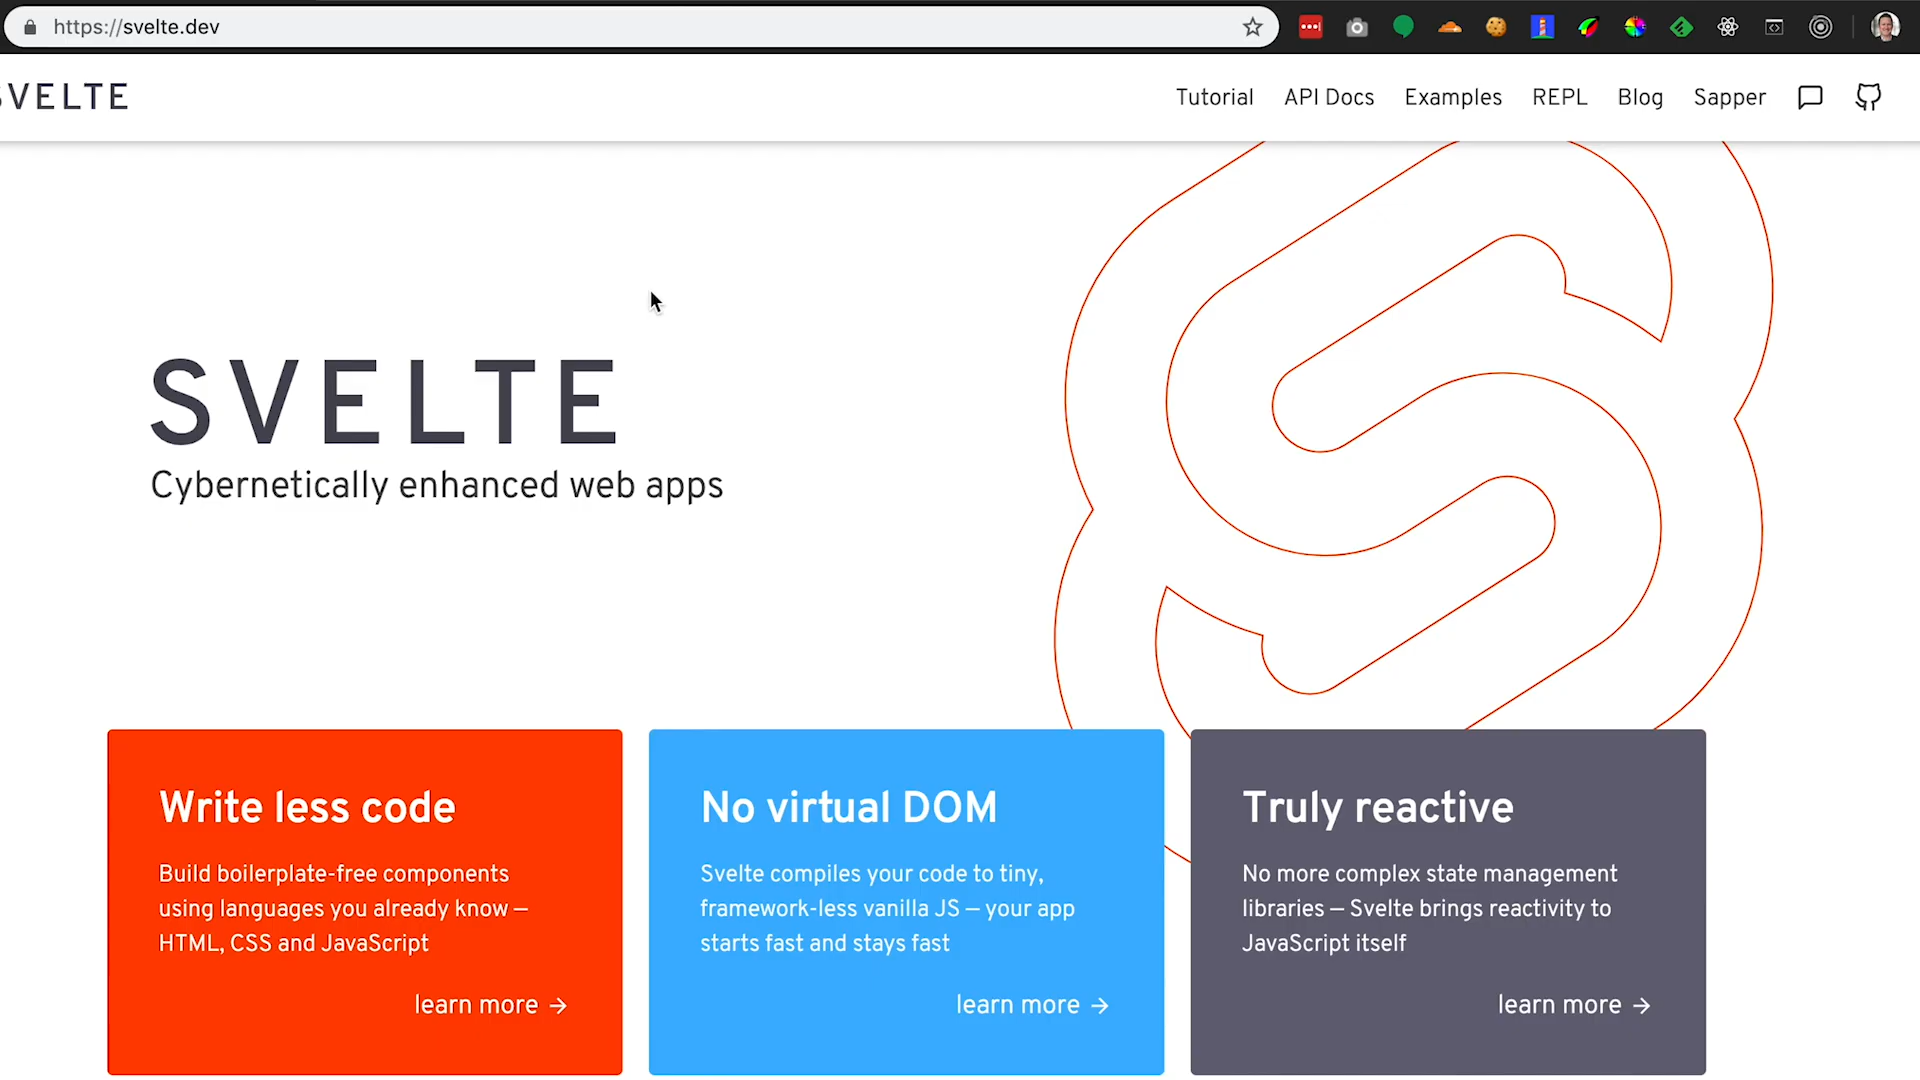 https://svelte.dev
SVELTE
Tutorial API Docs Examples REPL Blog Sapper
SVELTE
Cybernetically enhanced web apps
Write less code
Build boilerplate-free components
using languages you already know —
HTML, CSS and JavaScript
learn more →
No virtual DOM
Svelte compiles your code to tiny,
framework-less vanilla JS — your app
starts fast and stays fast
learn more →
Truly reactive
No more complex state management
libraries — Svelte brings reactivity to
JavaScript itself
learn more →